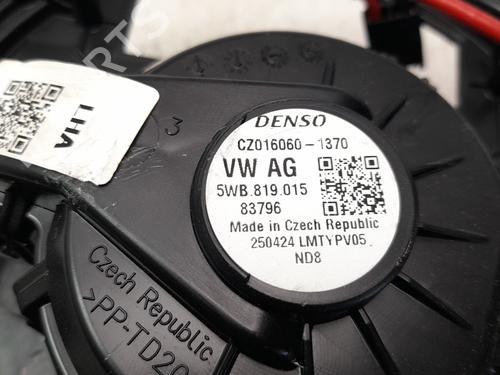 DENSO
CZ016060-1370
VW AG
5WB.819.015
83796
Made in Czech Republic
250424 LMTYPV05
ND8
LHA
3
Czech Republic
>PP-TD20